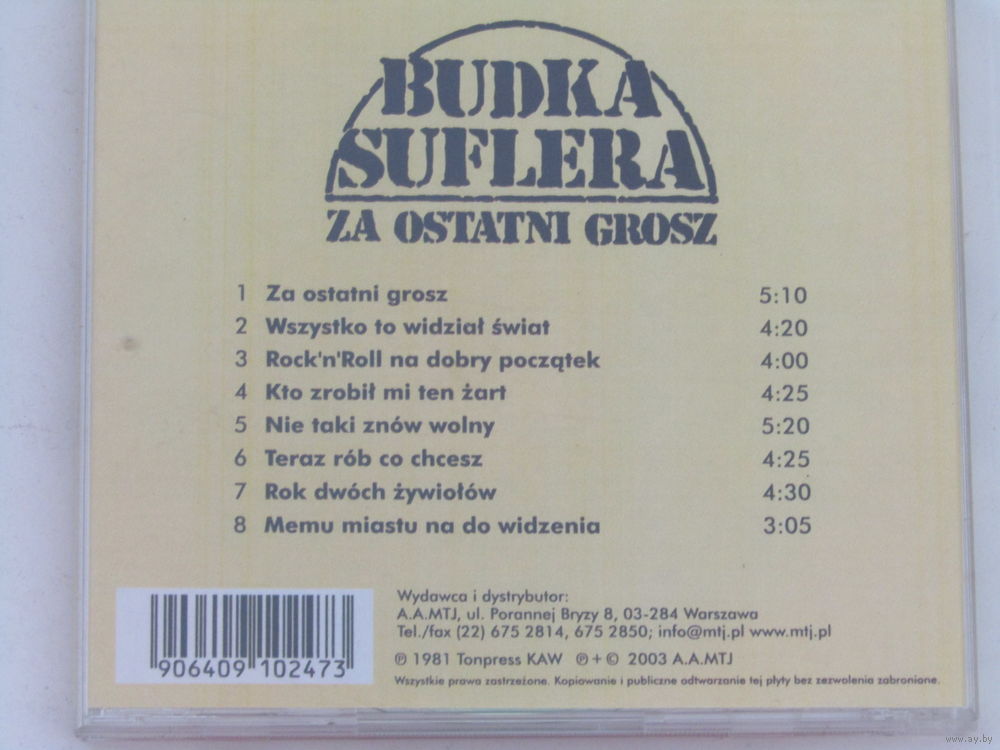 BUDKA
SUFLERA
ZA OSTATNI GROSZ
1 Za ostatni grosz 5:10
2 Wszystko to widział świat 4:20
3 Rock'n'Roll na dobry początek 4:00
4 Kto zrobił mi ten żart 4:25
5 Nie taki znów wolny 5:20
6 Teraz rób co chcesz 4:25
7 Rok dwóch żywiołów 4:30
8 Memu miastu na do widzenia 3:05
Wydawca i dystrybutor:
A.A.MTJ, ul. Porannej Bryzy 8, 03-284 Warszawa
Tel./fax (22) 675 2814, 675 2850; info@mtj.pl www.mtj.pl
℗ 1981 Tonpress KAW ℗ + © 2003 A.A.MTJ
Wszystkie prawa zastrzeżone. Kopiowanie i publiczne odtwarzanie tej płyty bez zezwolenia zabronione.
906409 102473
www.ay.by